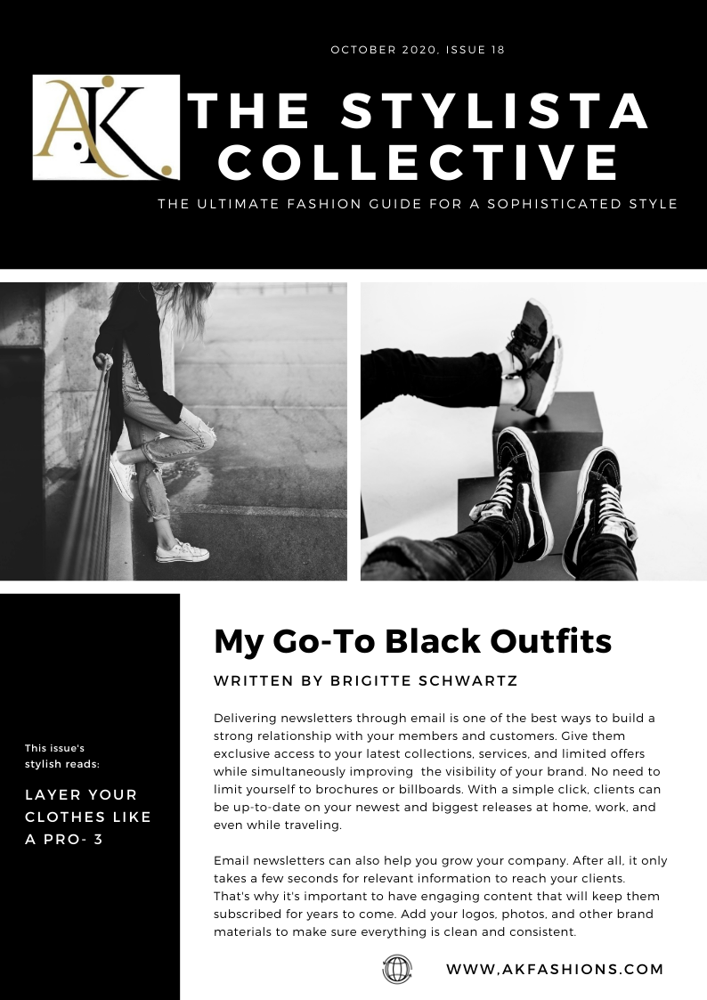 OCTOBER 2020, ISSUE 18
AK
THE STYLISTA
COLLECTIVE
THE ULTIMATE FASHION GUIDE FOR A SOPHISTICATED STYLE
This issue's
stylish reads:
LAYER YOUR
CLOTHES LIKE
A PRO- 3
My Go-To Black Outfits
WRITTEN BY BRIGITTE SCHWARTZ
Delivering newsletters through email is one of the best ways to build a
strong relationship with your members and customers. Give them
exclusive access to your latest collections, services, and limited offers
while simultaneously improving  the visibility of your brand. No need to
limit yourself to brochures or billboards. With a simple click, clients can
be up-to-date on your newest and biggest releases at home, work, and
even while traveling.
Email newsletters can also help you grow your company. After all, it only
takes a few seconds for relevant information to reach your clients.
That's why it's important to have engaging content that will keep them
subscribed for years to come. Add your logos, photos, and other brand
materials to make sure everything is clean and consistent.
WWW,AKFASHIONS.COM